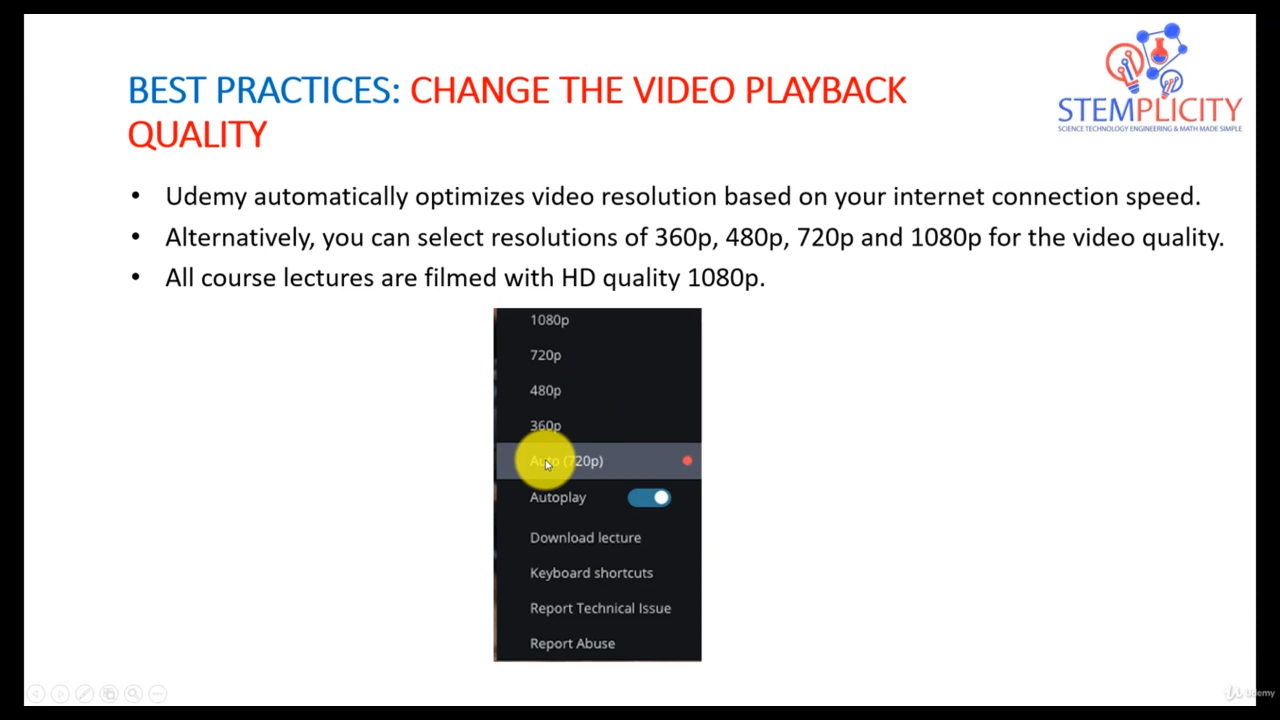 BEST PRACTICES: CHANGE THE VIDEO PLAYBACK
QUALITY
STEMPLICITY
SCIENCE TECHNOLOGY ENGINEERING & MATH MADE SIMPLE
• Udemy automatically optimizes video resolution based on your internet connection speed.
• Alternatively, you can select resolutions of 360p, 480p, 720p and 1080p for the video quality.
• All course lectures are filmed with HD quality 1080p.
1080p
720p
480p
360p
Auto (720p)
Autoplay
Download lecture
Keyboard shortcuts
Report Technical Issue
Report Abuse
Udemy